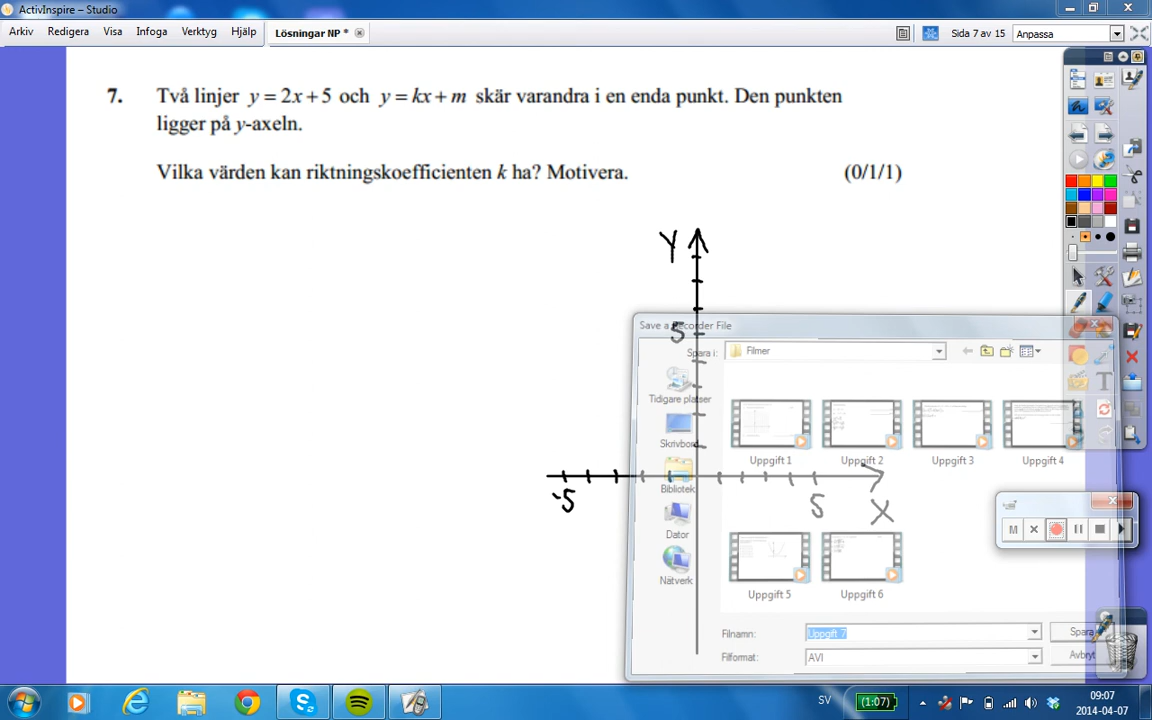 ActivInspire – Studio
Arkiv Redigera Visa Infoga Verktyg Hjälp Lösningar NP * Sida 7 av 15 Anpassa
7. Två linjer y = 2x + 5 och y = kx + m skär varandra i en enda punkt. Den punkten
ligger på y-axeln.
Vilka värden kan riktningskoefficienten k ha? Motivera. (0/1/1)
Y
Save a Recorder File
5
Spara i: Filmer
Tidigare platser
Skrivbord
Uppgift 1 Uppgift 2 Uppgift 3 Uppgift 4
Bibliotek
-5 5 X
M
Dator
Nätverk
Uppgift 5 Uppgift 6
Filnamn: Uppgift 7 Spara
Filformat: AVI Avbryt
SV (1:07) 09:07
2014-04-07